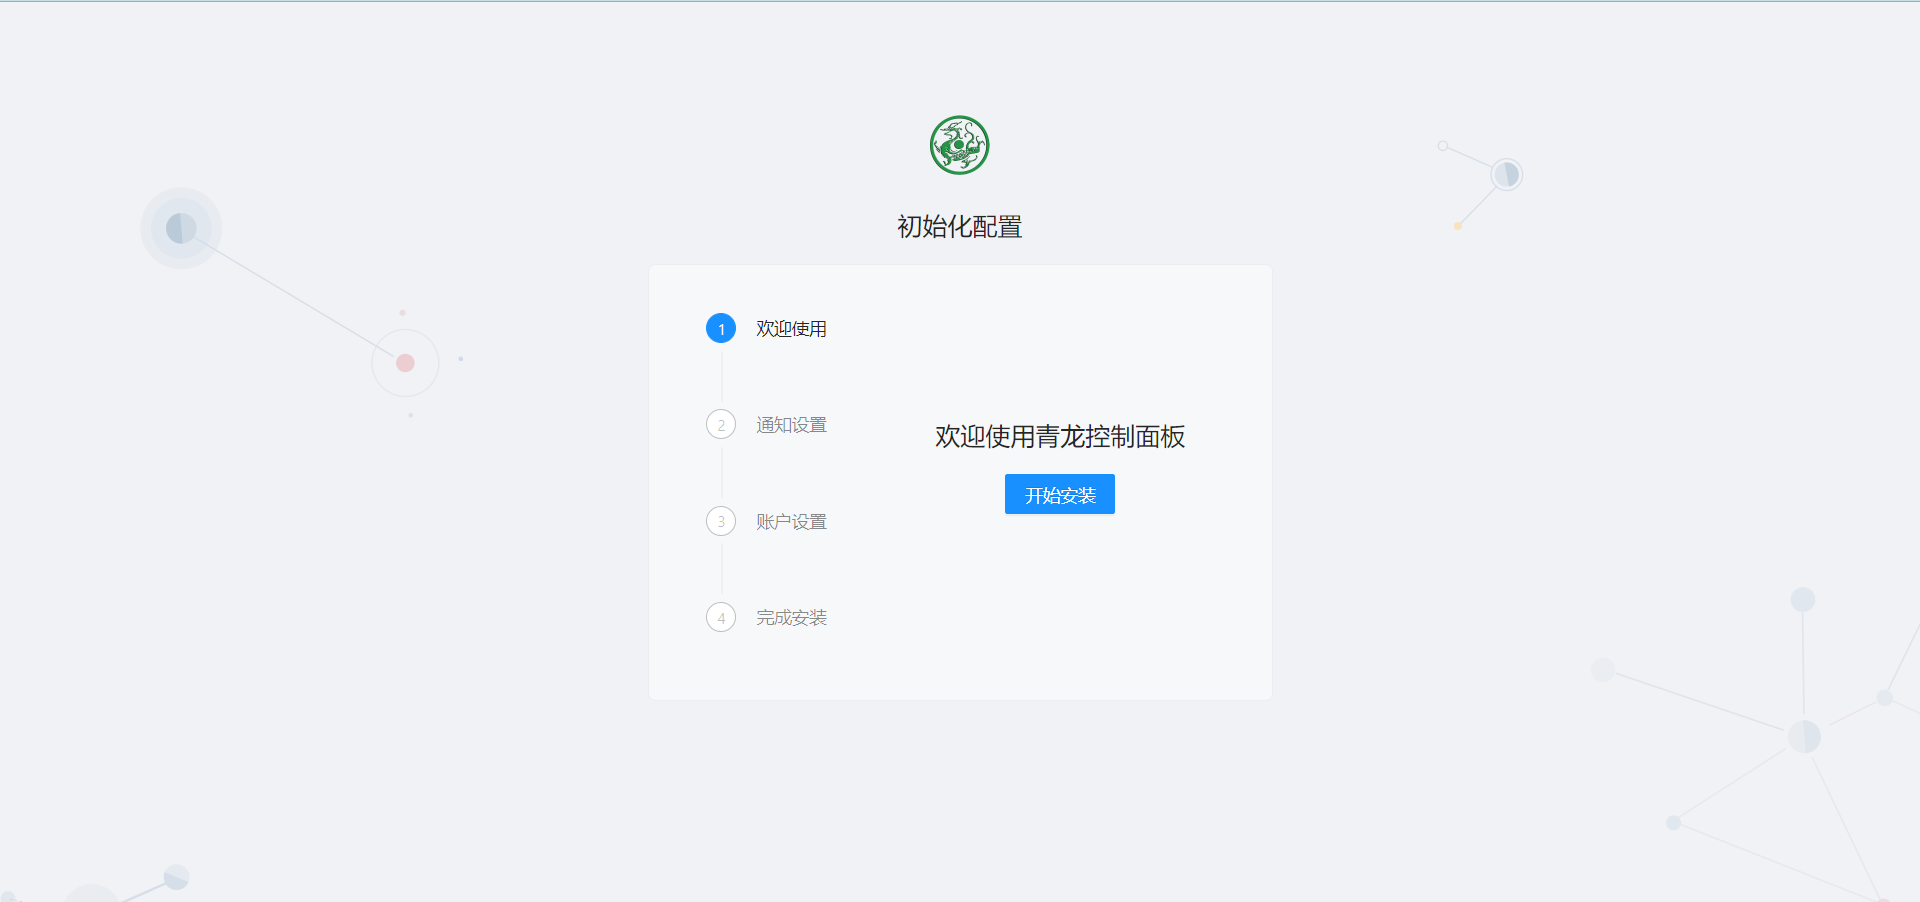 初始化配置
1 欢迎使用
2 通知设置
3 账户设置
4 完成安装
欢迎使用青龙控制面板
开始安装